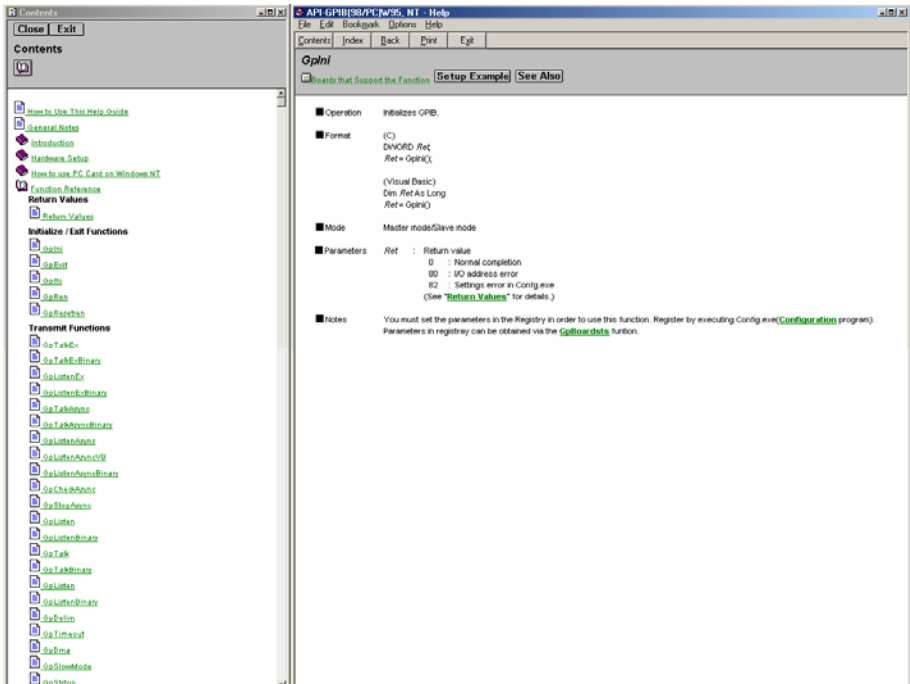 Contents
Close Exit
Contents
How to Use This Help Guide
General Notes
Introduction
Hardware Setup
How to use PC Card on Windows NT
Function Reference
Return Values
Return Values
Initialize / Exit Functions
GpIni
GpExit
GpIfc
GpRen
GpResetren
Transmit Functions
GpTalkEx
GpTalkExBinary
GpListenEx
GpListenExBinary
GpTalkAsync
GpTalkAsyncBinary
GpListenAsync
GpListenAsyncVB
GpListenAsyncBinary
GpCheckAsync
GpStopAsync
GpListen
GpListenBinary
GpTalk
GpTalkBinary
GpListen
GpListenBinary
GpDelim
GpTimeout
GpDma
GpSlowMode
API-GPIB(98/PC)W95, NT - Help
File Edit Bookmark Options Help
Contents Index Back Print Exit
GpIni
Boards that Support the Function Setup Example See Also
Operation Initializes GPIB.
Format (C)
DWORD Ret;
Ret = GpIni();
(Visual Basic)
Dim Ret As Long
Ret = GpIni()
Mode Master mode/Slave mode
Parameters Ret : Return value
0 : Normal completion
80 : I/O address error
82 : Settings error in Config.exe
(See "Return Values" for details.)
Notes You must set the parameters in the Registry in order to use this function. Register by executing Config.exe(Configuration program).
Parameters in registray can be obtained via the GpBoardsts funtion.